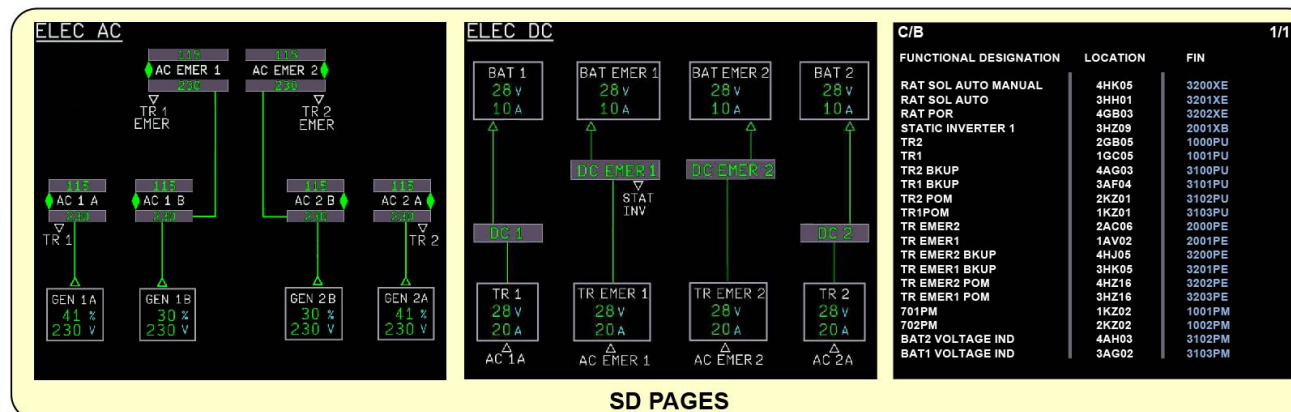 ELEC AC
115
115
AC EMER 1
AC EMER 2
230
230
TR 1
EMER
TR 2
EMER
115
115
115
115
AC 1 A
AC 1 B
AC 2 B
AC 2 A
230
230
230
230
TR 1
TR 2
GEN 1A
41 %
230 V
GEN 1B
30 %
230 V
GEN 2B
30 %
230 V
GEN 2A
41 %
230 V
ELEC DC
BAT 1
28 V
10 A
BAT EMER 1
28 V
10 A
BAT EMER 2
28 V
10 A
BAT 2
28 V
10 A
DC EMER 1
DC EMER 2
STAT
INV
DC 1
DC 2
TR 1
28 V
20 A
TR EMER 1
28 V
20 A
TR EMER 2
28 V
20 A
TR 2
28 V
20 A
AC 1A
AC EMER 1
AC EMER 2
AC 2A
C/B 1/1
FUNCTIONAL DESIGNATION LOCATION FIN
RAT SOL AUTO MANUAL 4HK05 3200XE
RAT SOL AUTO 3HH01 3201XE
RAT POR 4GB03 3202XE
STATIC INVERTER 1 3HZ09 2001XB
TR2 2GB05 1000PU
TR1 1GC05 1001PU
TR2 BKUP 4AG03 3100PU
TR1 BKUP 3AF04 3101PU
TR2 POM 2KZ01 3102PU
TR1POM 1KZ01 3103PU
TR EMER2 2AC06 2000PE
TR EMER1 1AV02 2001PE
TR EMER2 BKUP 4HJ05 3200PE
TR EMER1 BKUP 3HK05 3201PE
TR EMER2 POM 4HZ16 3202PE
TR EMER1 POM 3HZ16 3203PE
701PM 1KZ02 1001PM
702PM 2KZ02 1002PM
BAT2 VOLTAGE IND 4AH03 3102PM
BAT1 VOLTAGE IND 3AG02 3103PM
SD PAGES